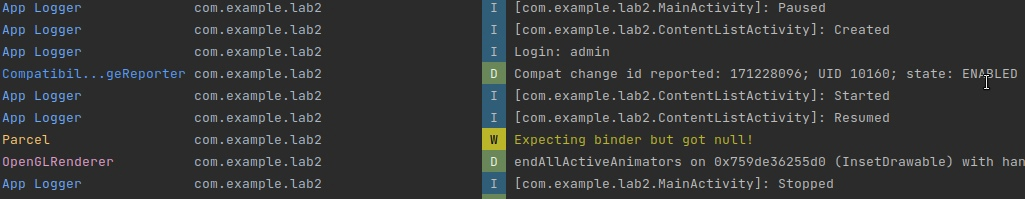 App Logger com.example.lab2 I [com.example.lab2.MainActivity]: Paused
App Logger com.example.lab2 I [com.example.lab2.ContentListActivity]: Created
App Logger com.example.lab2 I Login: admin
Compatibil...geReporter com.example.lab2 D Compat change id reported: 171228096; UID 10160; state: ENABLED
App Logger com.example.lab2 I [com.example.lab2.ContentListActivity]: Started
App Logger com.example.lab2 I [com.example.lab2.ContentListActivity]: Resumed
Parcel com.example.lab2 W Expecting binder but got null!
OpenGLRenderer com.example.lab2 D endAllActiveAnimators on 0x759de36255d0 (InsetDrawable) with han
App Logger com.example.lab2 I [com.example.lab2.MainActivity]: Stopped